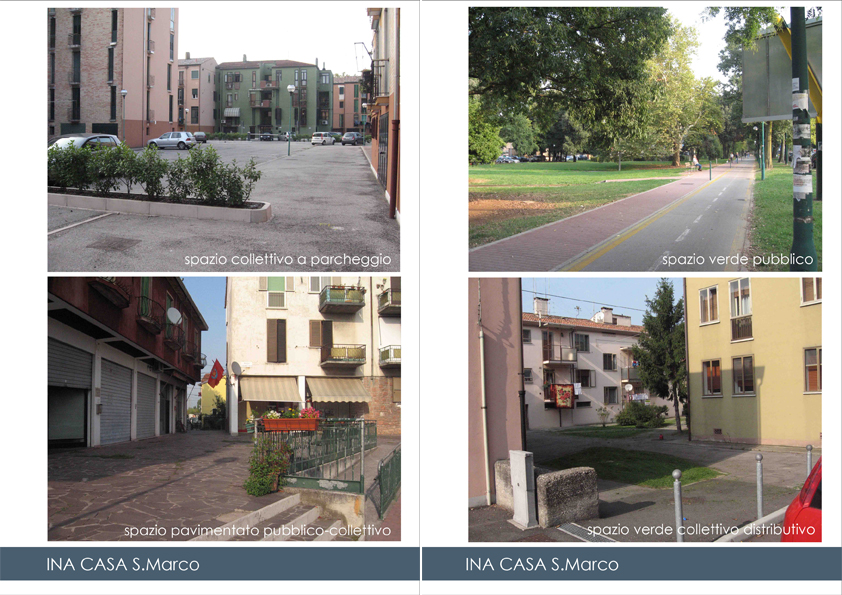 spazio collettivo a parcheggio
spazio pavimentato pubblico-collettivo
INA CASA S.Marco
spazio verde pubblico
spazio verde collettivo distributivo
INA CASA S.Marco